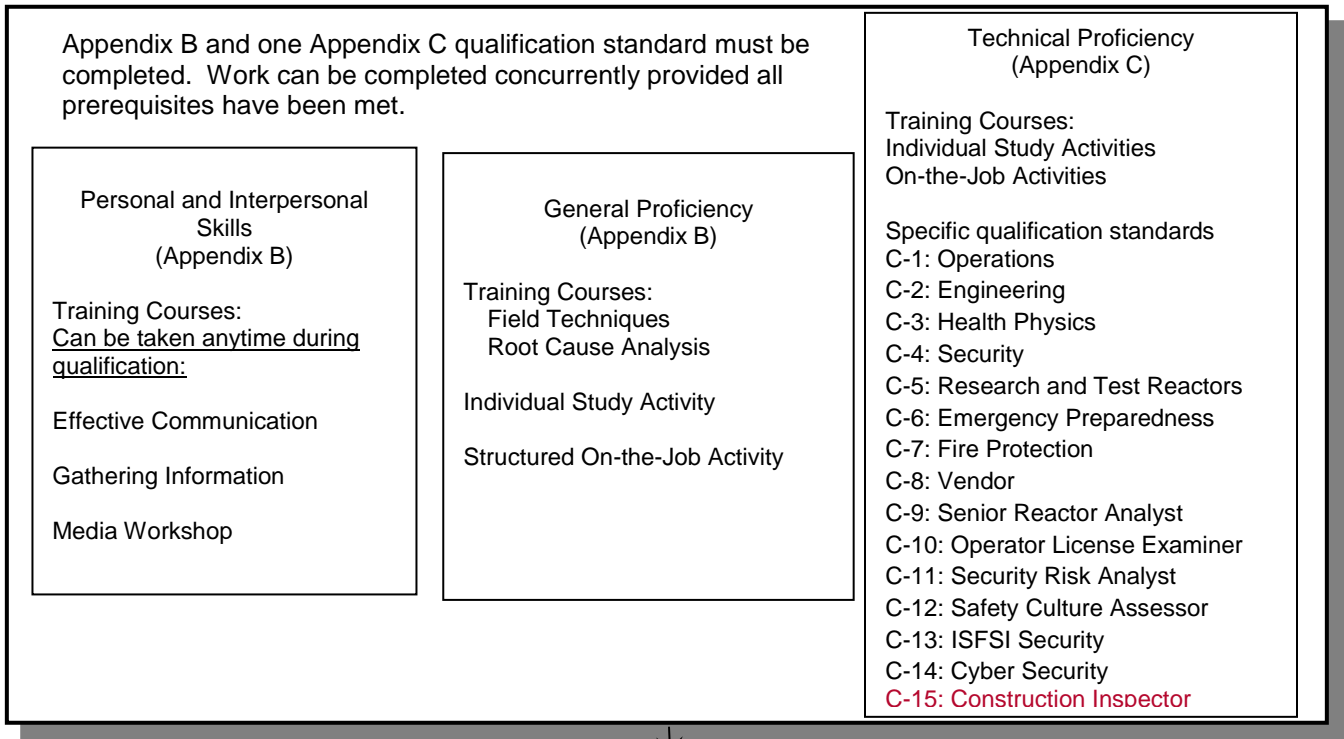 Appendix B and one Appendix C qualification standard must be
completed.  Work can be completed concurrently provided all
prerequisites have been met.
Personal and Interpersonal
Skills
(Appendix B)
Training Courses:
Can be taken anytime during
qualification:
Effective Communication
Gathering Information
Media Workshop
General Proficiency
(Appendix B)
Training Courses:
Field Techniques
Root Cause Analysis
Individual Study Activity
Structured On-the-Job Activity
Technical Proficiency
(Appendix C)
Training Courses:
Individual Study Activities
On-the-Job Activities
Specific qualification standards
C-1: Operations
C-2: Engineering
C-3: Health Physics
C-4: Security
C-5: Research and Test Reactors
C-6: Emergency Preparedness
C-7: Fire Protection
C-8: Vendor
C-9: Senior Reactor Analyst
C-10: Operator License Examiner
C-11: Security Risk Analyst
C-12: Safety Culture Assessor
C-13: ISFSI Security
C-14: Cyber Security
C-15: Construction Inspector